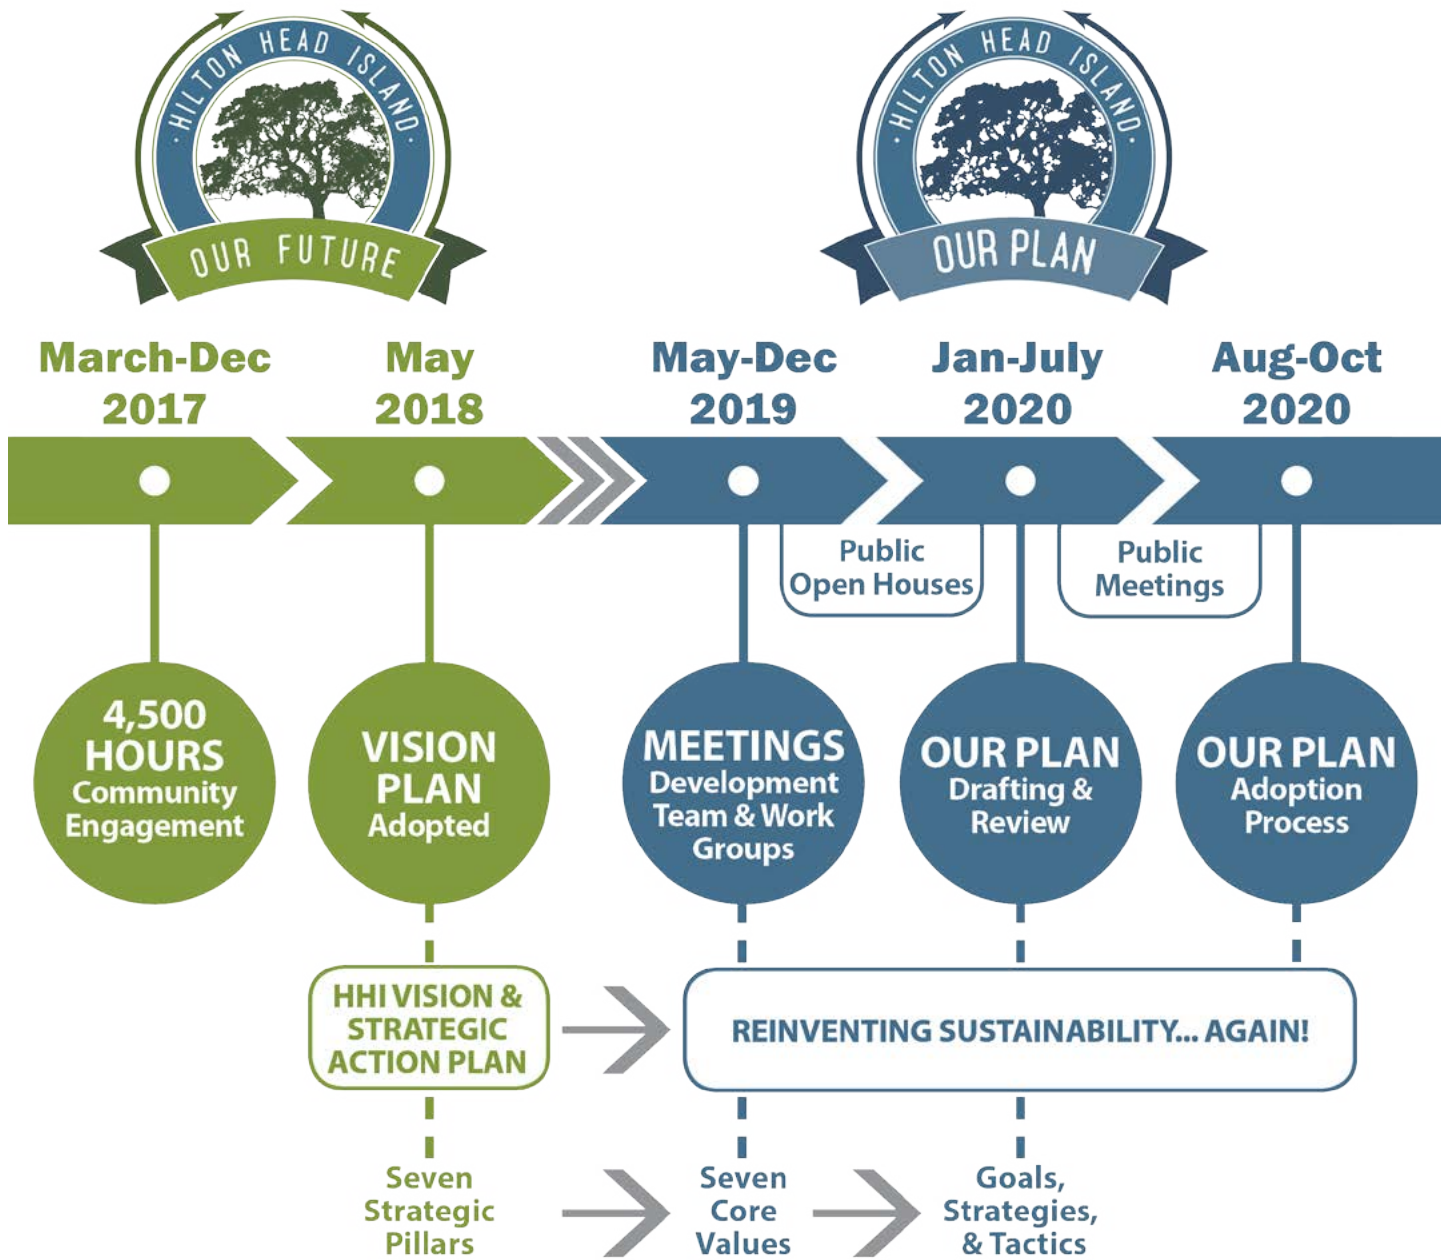 · HILTON HEAD ISLAND ·
OUR FUTURE
· HILTON HEAD ISLAND ·
OUR PLAN
March-Dec
2017
May
2018
May-Dec
2019
Jan-July
2020
Aug-Oct
2020
Public
Open Houses
Public
Meetings
4,500
HOURS
Community
Engagement
VISION
PLAN
Adopted
MEETINGS
Development
Team & Work
Groups
OUR PLAN
Drafting &
Review
OUR PLAN
Adoption
Process
HHI VISION &
STRATEGIC
ACTION PLAN
REINVENTING SUSTAINABILITY... AGAIN!
Seven
Strategic
Pillars
Seven
Core
Values
Goals,
Strategies,
& Tactics